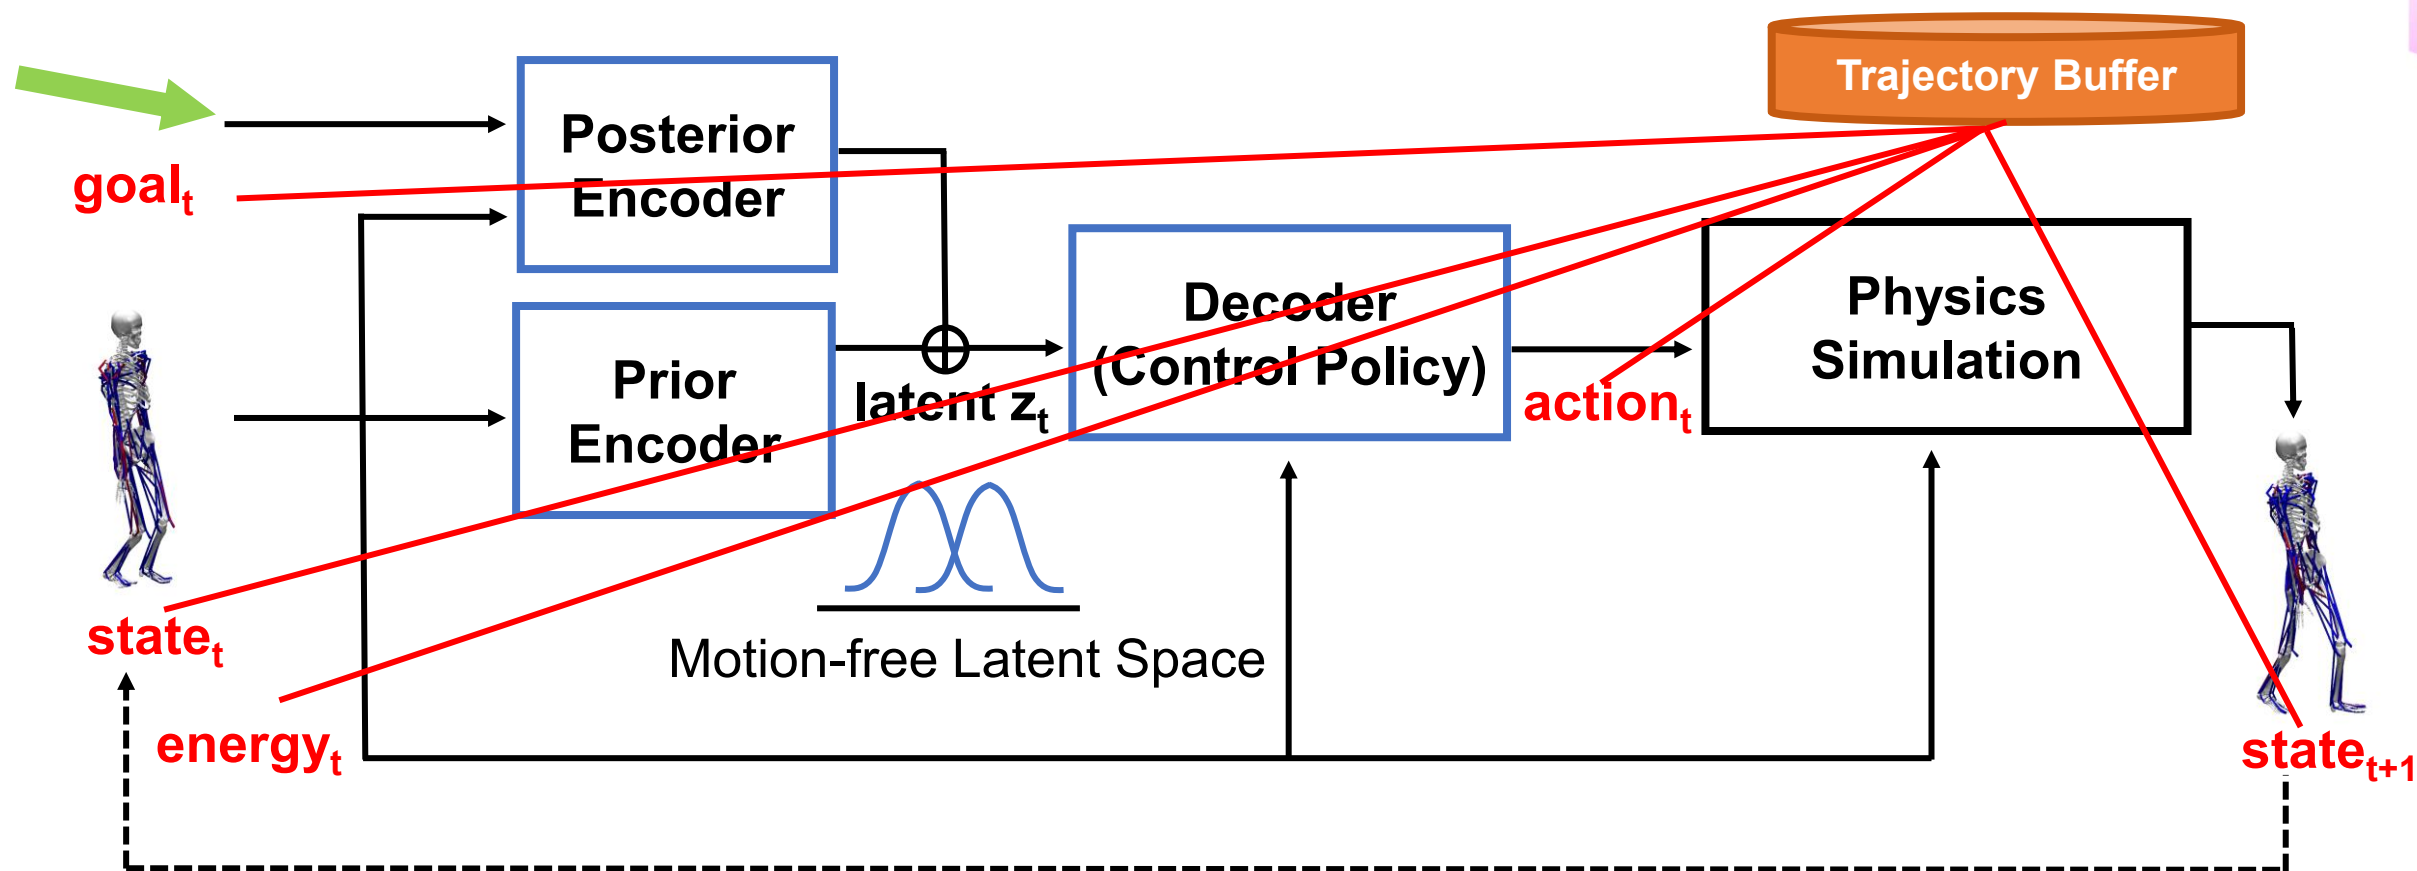 Trajectory Buffer
Posterior
Encoder
goalₜ
Decoder
(Control Policy)
Physics
Simulation
Prior
Encoder
latent zₜ
actionₜ
stateₜ
Motion-free Latent Space
energyₜ
stateₜ₊₁